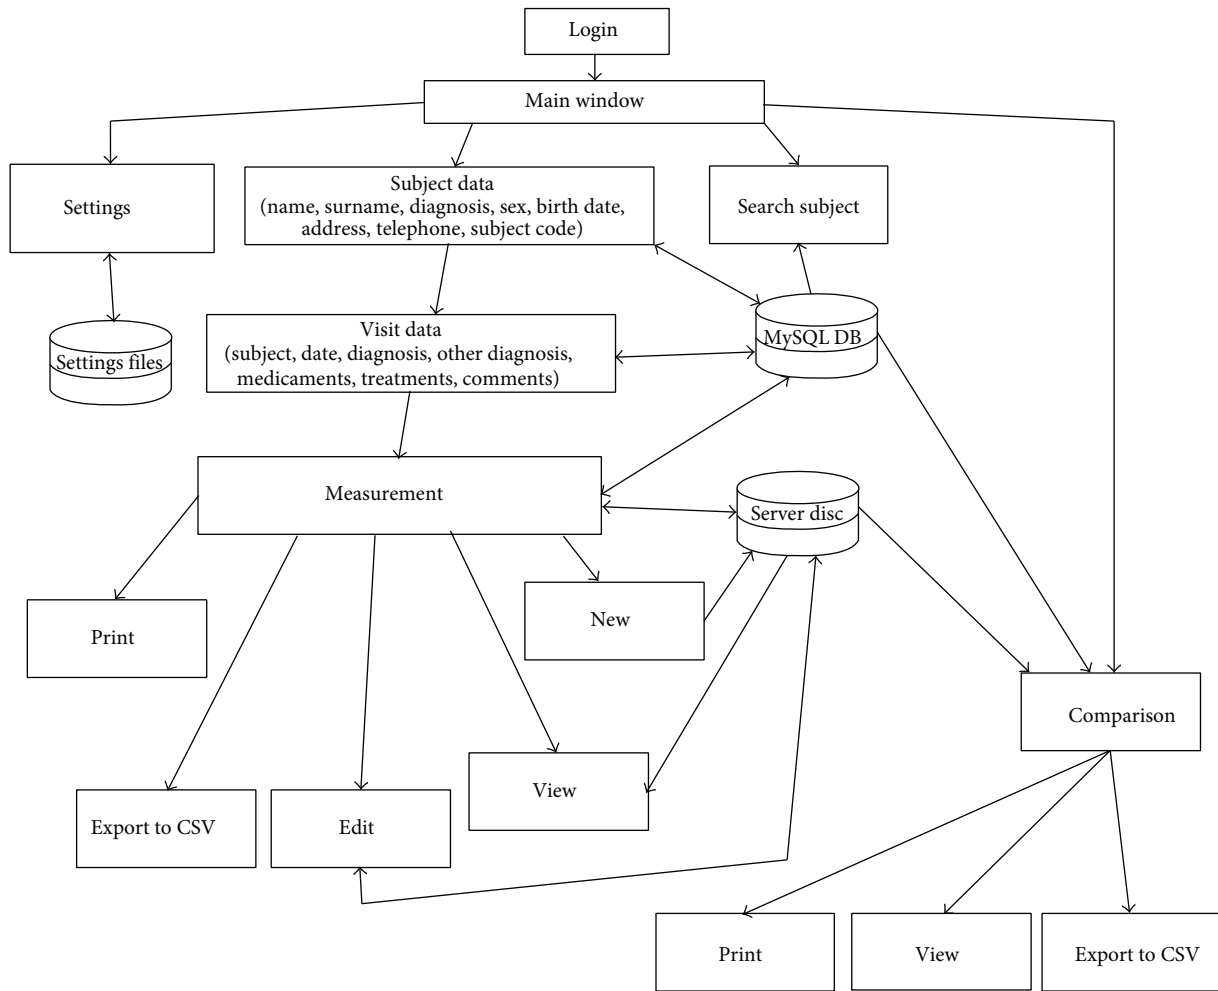 Login
Main window
Settings
Subject data
(name, surname, diagnosis, sex, birth date,
address, telephone, subject code)
Search subject
Settings files
Visit data
(subject, date, diagnosis, other diagnosis,
medicaments, treatments, comments)
MySQL DB
Measurement
Server disc
Print
New
Comparison
Export to CSV
Edit
View
Print
View
Export to CSV